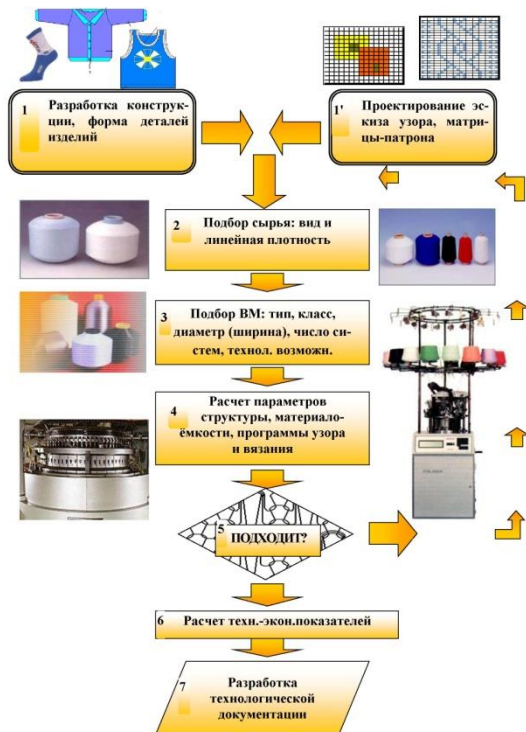 1
Разработка конструк-
ции, форма деталей
изделий
1'
Проектирование эс-
киза узора, матри-
цы-патрона
2
Подбор сырья: вид и
линейная плотность
3
Подбор ВМ: тип, класс,
диаметр (ширина), число си-
стем, технол. возможн.
4
Расчет параметров
структуры, материало-
ёмкости, программы узора
и вязания
5
ПОДХОДИТ?
6
Расчет техн.-экон.показателей
7
Разработка
технологической
документации